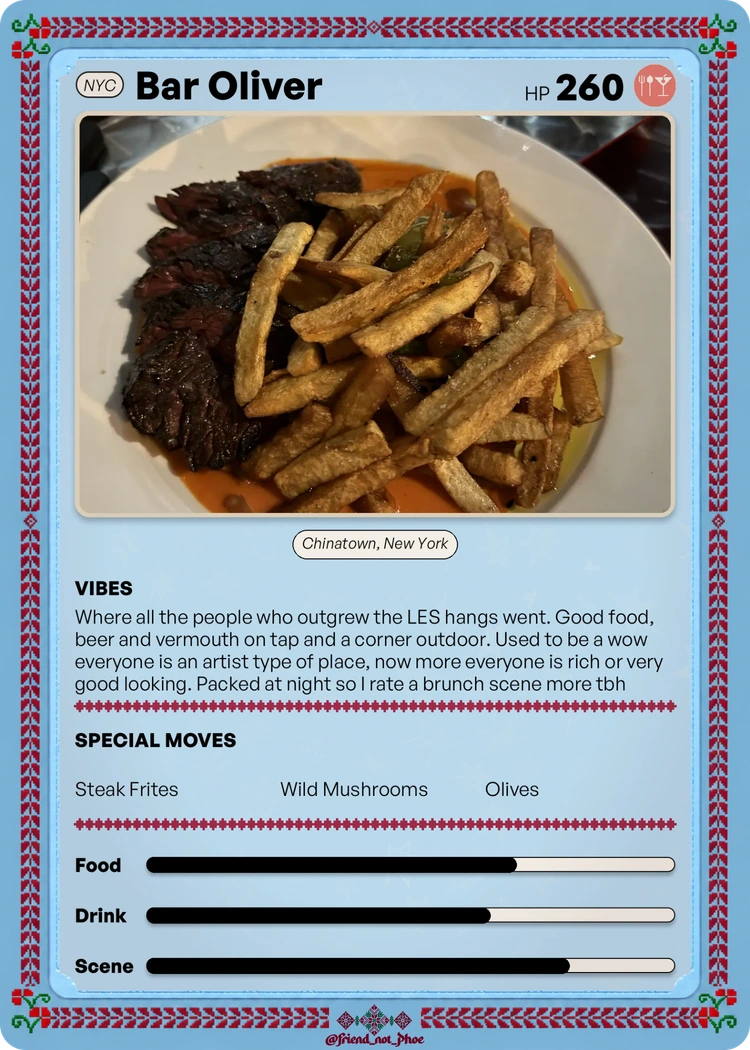 NYC
Bar Oliver
HP 260
Chinatown, New York
VIBES
Where all the people who outgrew the LES hangs went. Good food,
beer and vermouth on tap and a corner outdoor. Used to be a wow
everyone is an artist type of place, now more everyone is rich or very
good looking. Packed at night so I rate a brunch scene more tbh
SPECIAL MOVES
Steak Frites Wild Mushrooms Olives
Food
Drink
Scene
@friend_not_Phoe